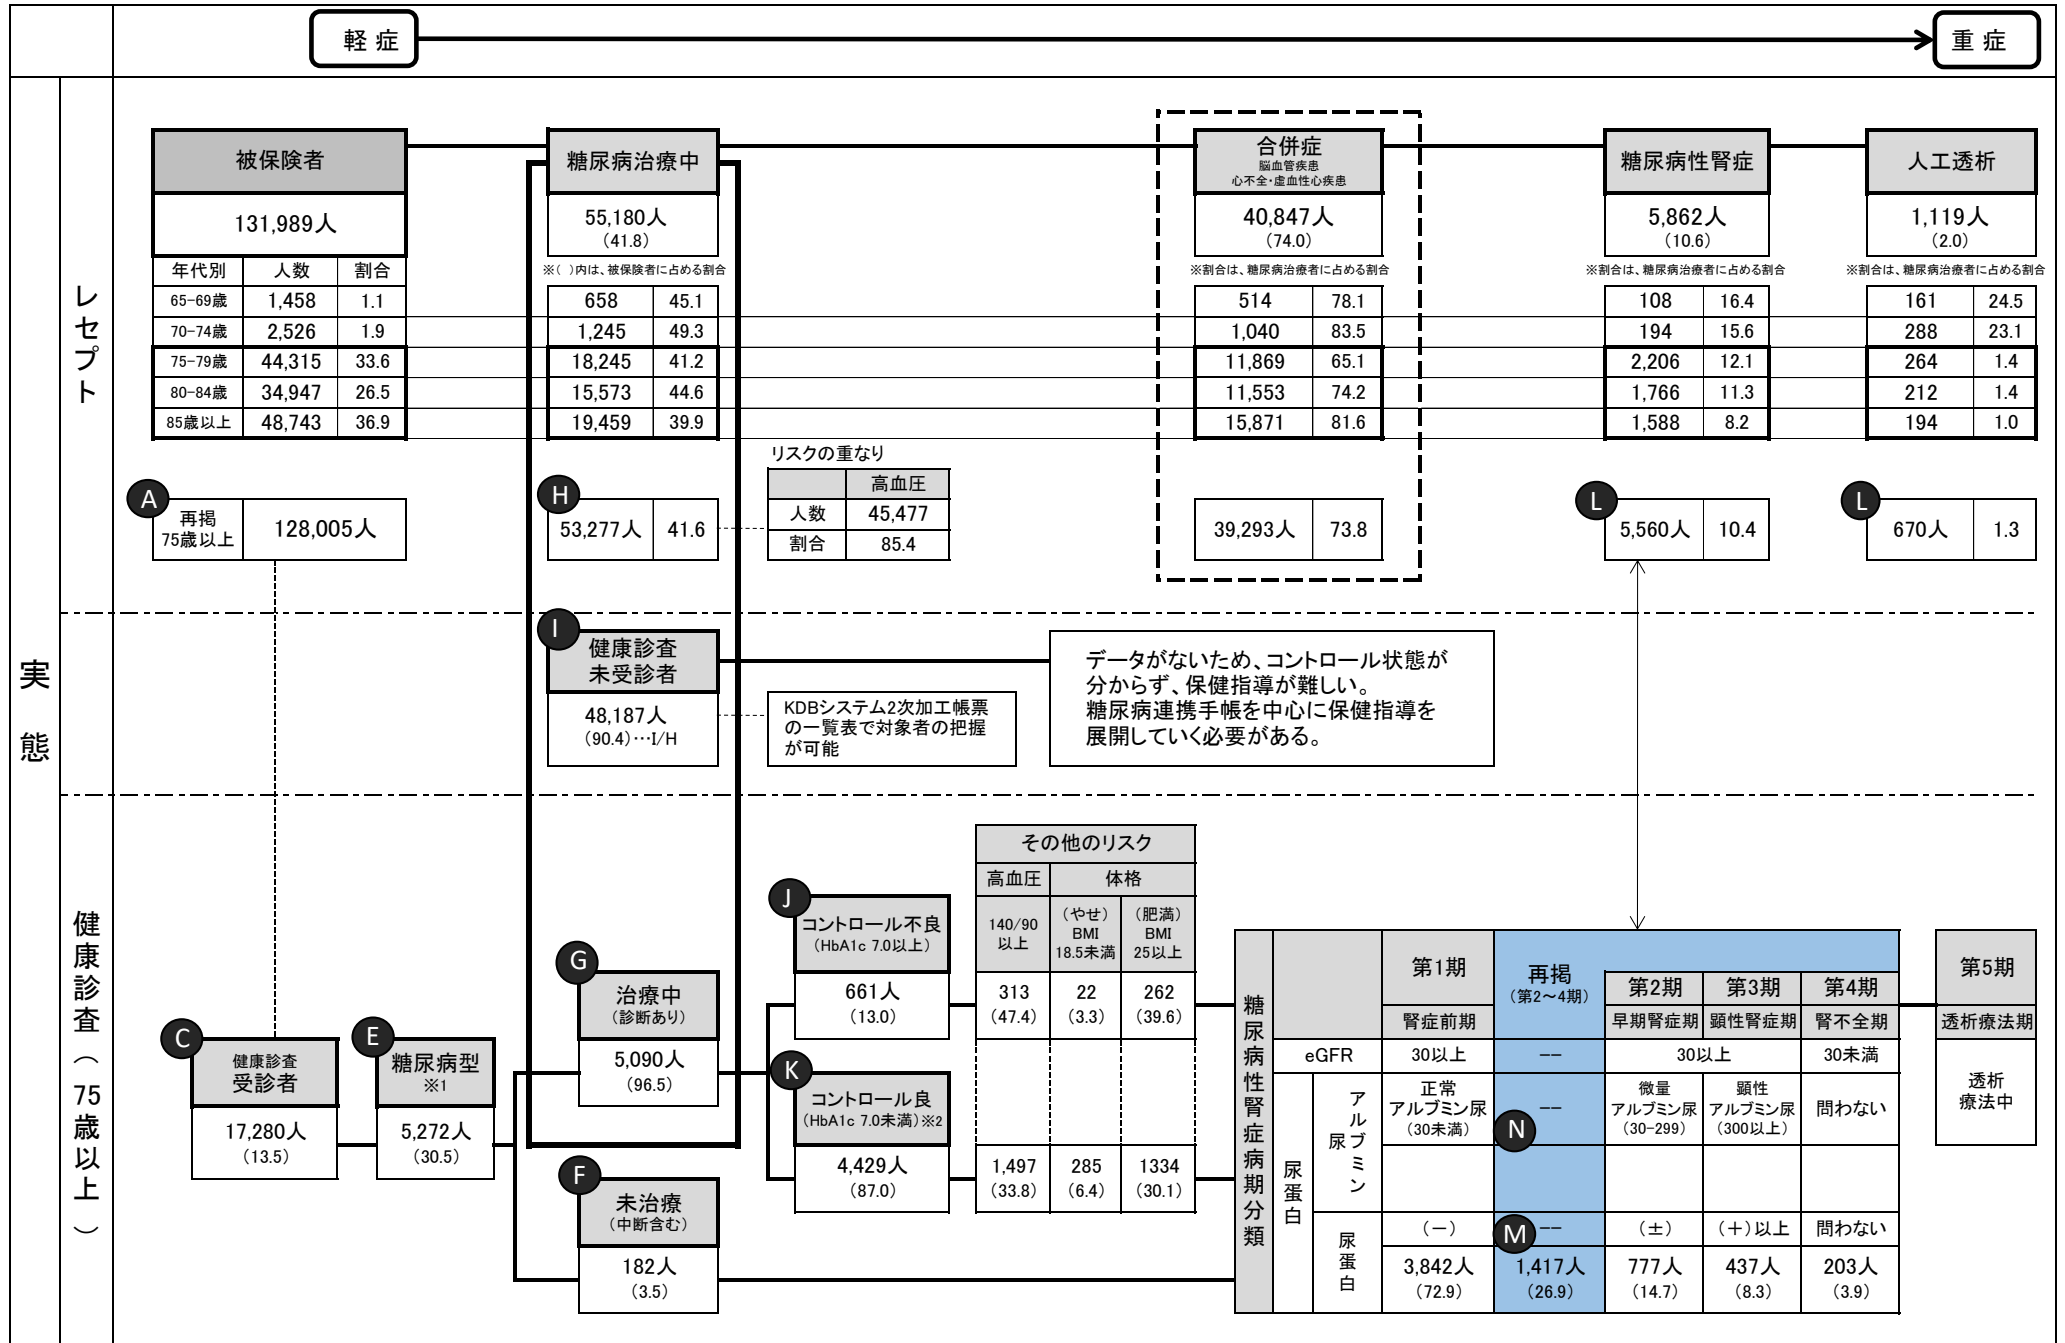 軽症
重症
実態
レセプト
被保険者
131,989人
年代別 人数 割合
65-69歳 1,458 1.1
70-74歳 2,526 1.9
75-79歳 44,315 33.6
80-84歳 34,947 26.5
85歳以上 48,743 36.9
A
再掲
75歳以上
128,005人
糖尿病治療中
55,180人
(41.8)
※( )内は、被保険者に占める割合
658 45.1
1,245 49.3
18,245 41.2
15,573 44.6
19,459 39.9
H
53,277人 41.6
リスクの重なり
高血圧
人数 45,477
割合 85.4
合併症
脳血管疾患
心不全・虚血性心疾患
40,847人
(74.0)
※割合は、糖尿病治療者に占める割合
514 78.1
1,040 83.5
11,869 65.1
11,553 74.2
15,871 81.6
39,293人 73.8
糖尿病性腎症
5,862人
(10.6)
※割合は、糖尿病治療者に占める割合
108 16.4
194 15.6
2,206 12.1
1,766 11.3
1,588 8.2
L
5,560人 10.4
人工透析
1,119人
(2.0)
※割合は、糖尿病治療者に占める割合
161 24.5
288 23.1
264 1.4
212 1.4
194 1.0
L
670人 1.3
I
健康診査
未受診者
48,187人
(90.4)…I/H
KDBシステム2次加工帳票
の一覧表で対象者の把握
が可能
データがないため、コントロール状態が
分からず、保健指導が難しい。
糖尿病連携手帳を中心に保健指導を
展開していく必要がある。
健康診査(75歳以上)
C
健康診査
受診者
17,280人
(13.5)
E
糖尿病型
※1
5,272人
(30.5)
G
治療中
(診断あり)
5,090人
(96.5)
F
未治療
(中断含む)
182人
(3.5)
J
コントロール不良
(HbA1c 7.0以上)
661人
(13.0)
K
コントロール良
(HbA1c 7.0未満)※2
4,429人
(87.0)
その他のリスク
高血圧 体格
140/90
以上
(やせ)
BMI
18.5未満
(肥満)
BMI
25以上
313 22 262
(47.4) (3.3) (39.6)
1,497 285 1334
(33.8) (6.4) (30.1)
糖尿病性腎症病期分類
第1期
再掲
(第2~4期)
第2期 第3期 第4期
第5期
腎症前期 早期腎症期 顕性腎症期 腎不全期 透析療法期
eGFR 30以上 -- 30以上 30未満
尿蛋白
尿アルブミン
正常
アルブミン尿
(30未満)
N
--
微量
アルブミン尿
(30-299)
顕性
アルブミン尿
(300以上)
問わない
透析
療法中
尿蛋白
(-) -- (±) (+)以上 問わない
M
3,842人 1,417人 777人 437人 203人
(72.9) (26.9) (14.7) (8.3) (3.9)